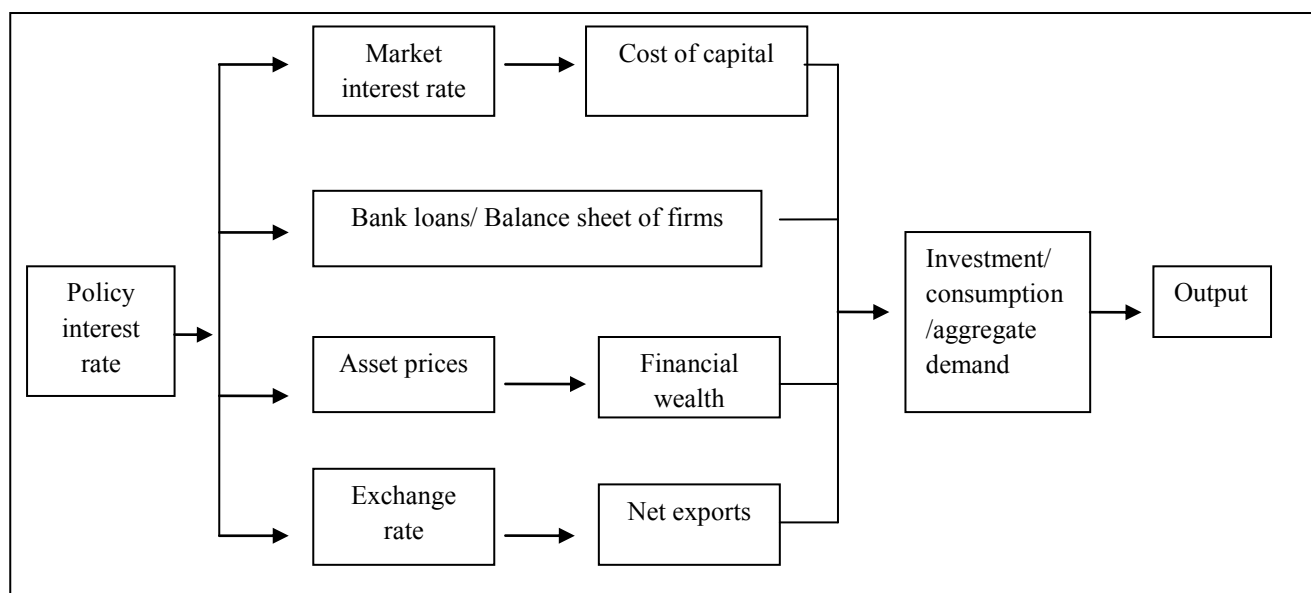 Market
interest rate
Cost of capital
Bank loans/ Balance sheet of firms
Policy
interest
rate
Asset prices
Financial
wealth
Exchange
rate
Net exports
Investment/
consumption
/aggregate
demand
Output